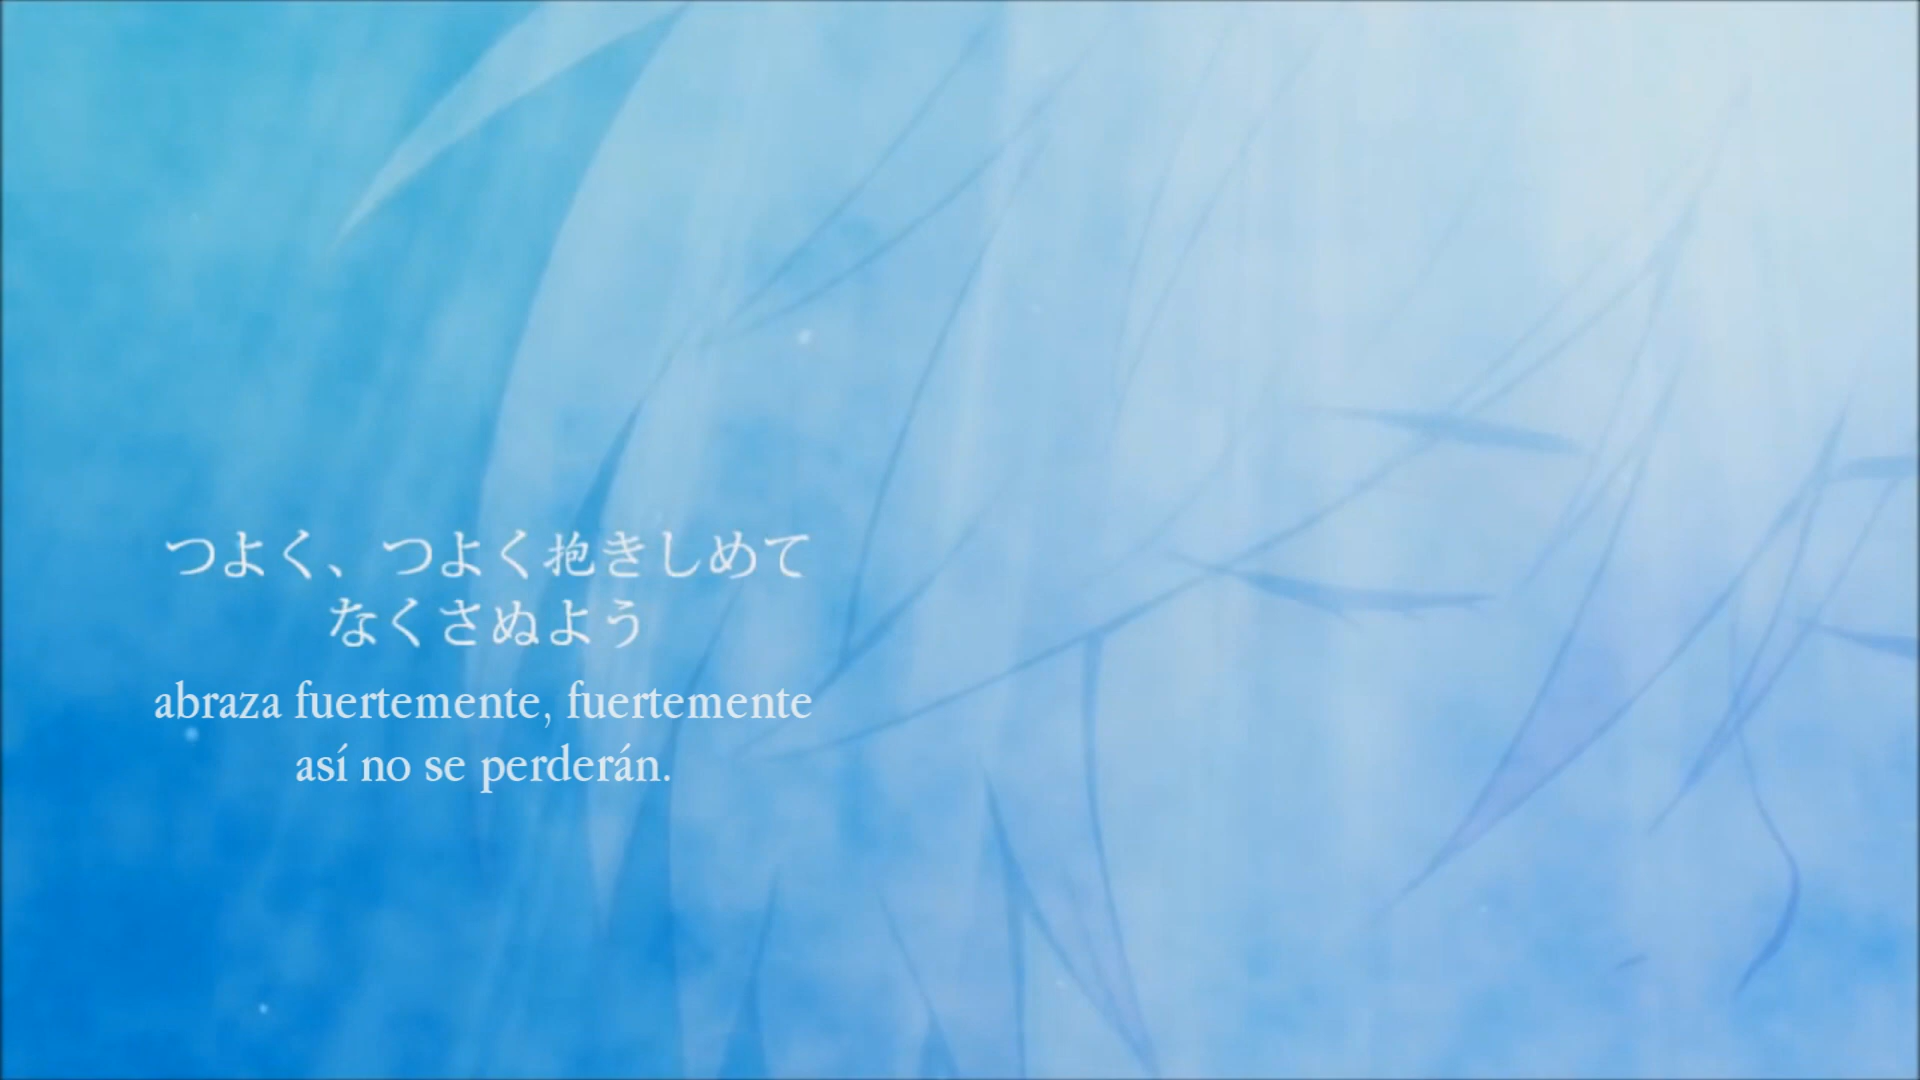 つよく、つよく抱きしめて
なくさぬよう
abraza fuertemente, fuertemente
así no se perderán.